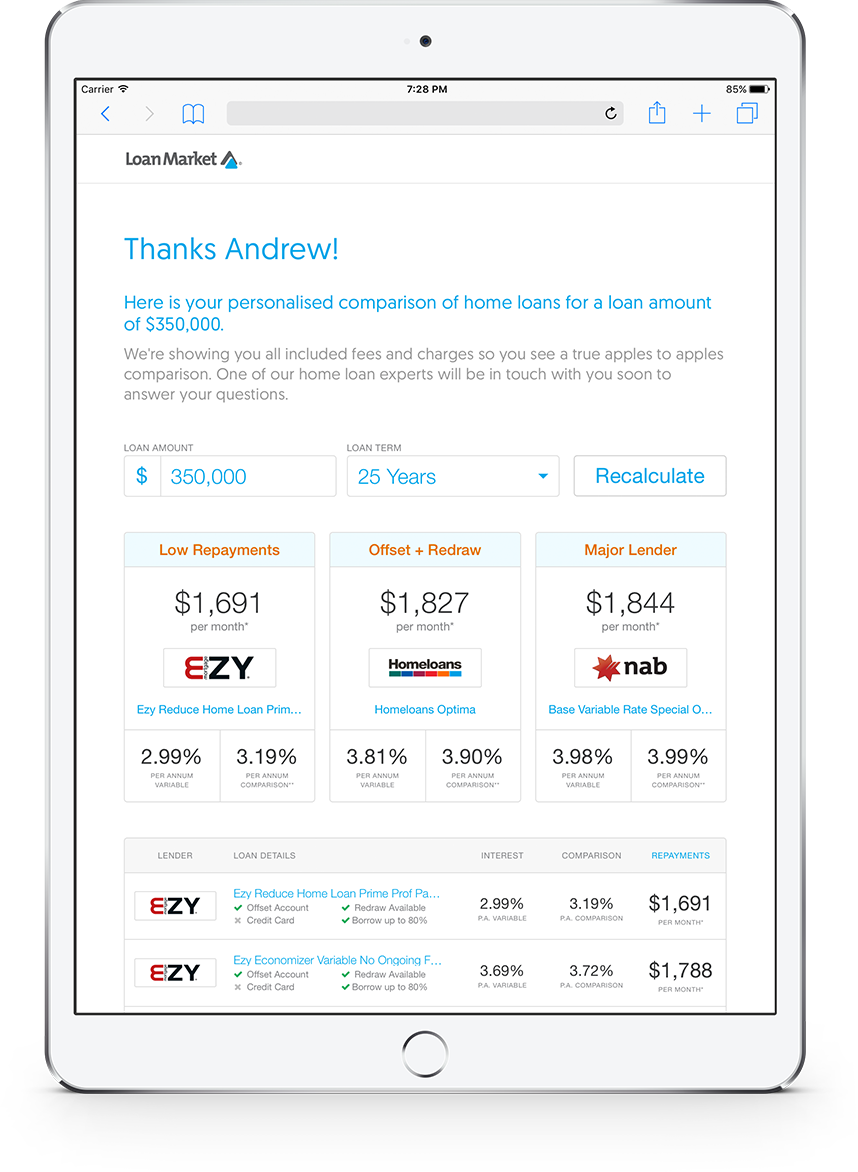 Carrier
7:28 PM
85%
Loan Market
Thanks Andrew!
Here is your personalised comparison of home loans for a loan amount
of $350,000.
We're showing you all included fees and charges so you see a true apples to apples
comparison. One of our home loan experts will be in touch with you soon to
answer your questions.
LOAN AMOUNT
LOAN TERM
$ 350,000
25 Years
Recalculate
Low Repayments
Offset + Redraw
Major Lender
$1,691
$1,827
$1,844
per month*
per month*
per month*
EZY
Homeloans
nab
Ezy Reduce Home Loan Prim...
Homeloans Optima
Base Variable Rate Special O...
2.99%
3.19%
3.81%
3.90%
3.98%
3.99%
PER ANNUM
PER ANNUM
PER ANNUM
PER ANNUM
PER ANNUM
PER ANNUM
VARIABLE
COMPARISON**
VARIABLE
COMPARISON**
VARIABLE
COMPARISON**
LENDER
LOAN DETAILS
INTEREST
COMPARISON
REPAYMENTS
EZY
Ezy Reduce Home Loan Prime Prof Pa...
Offset Account
Redraw Available
Credit Card
Borrow up to 80%
2.99%
P.A. VARIABLE
3.19%
P.A. COMPARISON
$1,691
PER MONTH*
EZY
Ezy Economizer Variable No Ongoing F...
Offset Account
Redraw Available
Credit Card
Borrow up to 80%
3.69%
P.A. VARIABLE
3.72%
P.A. COMPARISON
$1,788
PER MONTH*